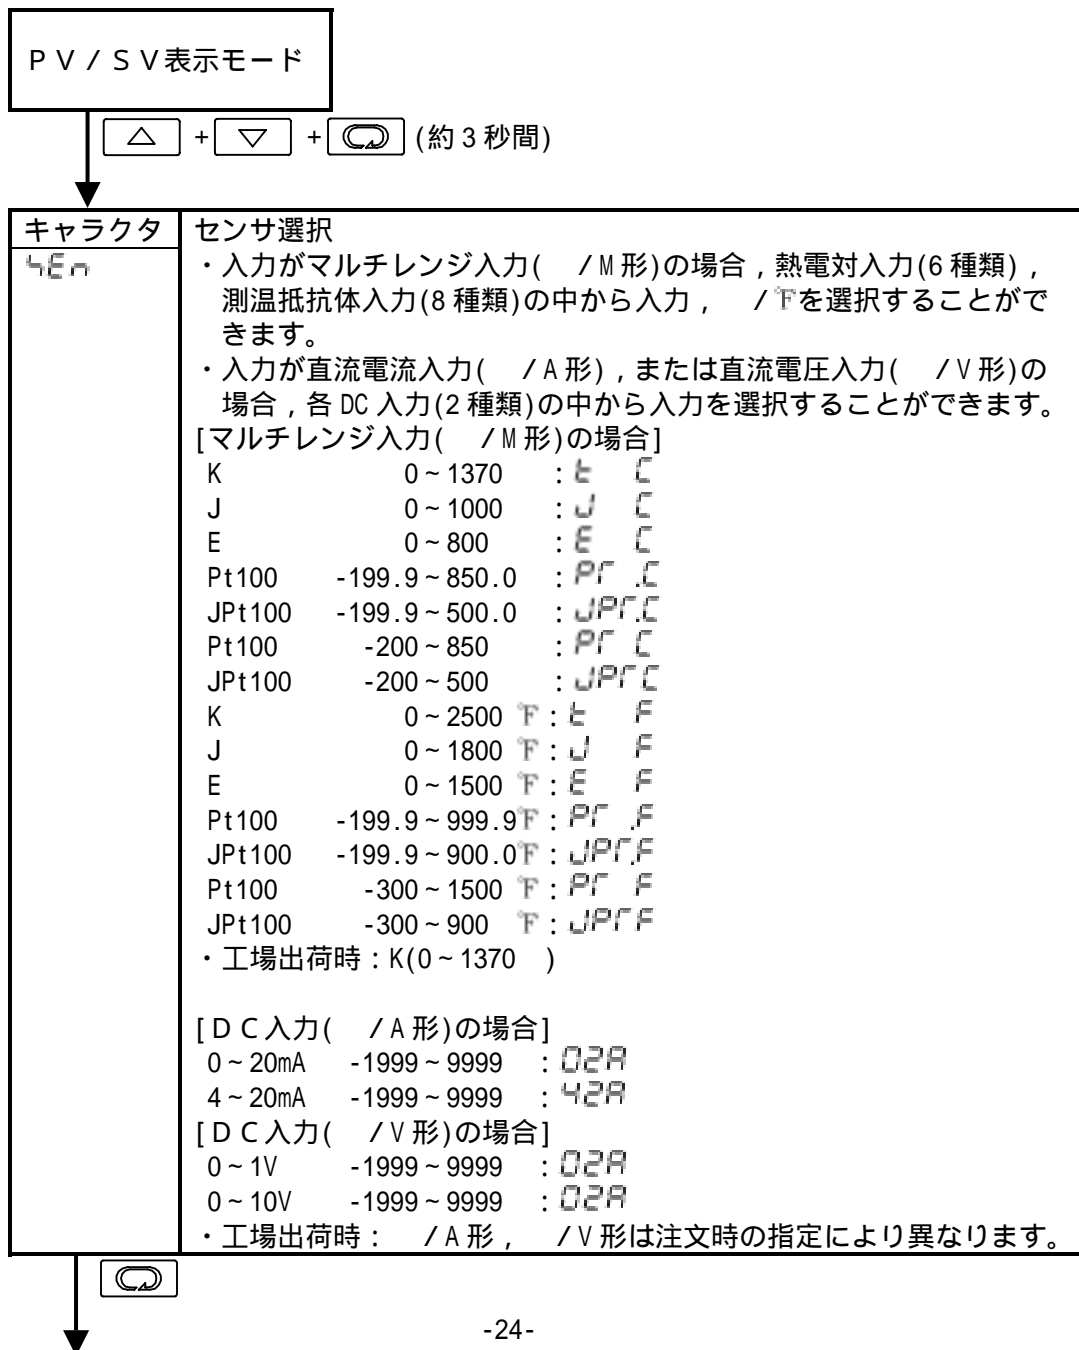 ＰＶ/ＳＶ表示モード
△ + ▽ + (約3秒間)
キャラクタ
センサ選択
・入力がマルチレンジ入力(　/M形)の場合,熱電対入力(6種類),
測温抵抗体入力(8種類)の中から入力,　/℉を選択することがで
きます。
・入力が直流電流入力(　/A形),または直流電圧入力(　/V形)の
場合,各DC入力(2種類)の中から入力を選択することができます。
[マルチレンジ入力(　/M形)の場合]
K 0~1370 : E C
J 0~1000 : J C
E 0~800 : E C
Pt100 -199.9~850.0 : PT .C
JPt100 -199.9~500.0 : JPT.C
Pt100 -200~850 : PT C
JPt100 -200~500 : JPT C
K 0~2500 ℉ : E F
J 0~1800 ℉ : J F
E 0~1500 ℉ : E F
Pt100 -199.9~999.9℉ : PT .F
JPt100 -199.9~900.0℉ : JPT.F
Pt100 -300~1500 ℉ : PT F
JPt100 -300~900 ℉ : JPTF
・工場出荷時:K(0~1370　)
[ＤＣ入力(　/A形)の場合]
0~20mA -1999~9999 : 02A
4~20mA -1999~9999 : 42A
[ＤＣ入力(　/V形)の場合]
0~1V -1999~9999 : 02A
0~10V -1999~9999 : 02A
・工場出荷時:　/A形,　/V形は注文時の指定により異なります。
-24-